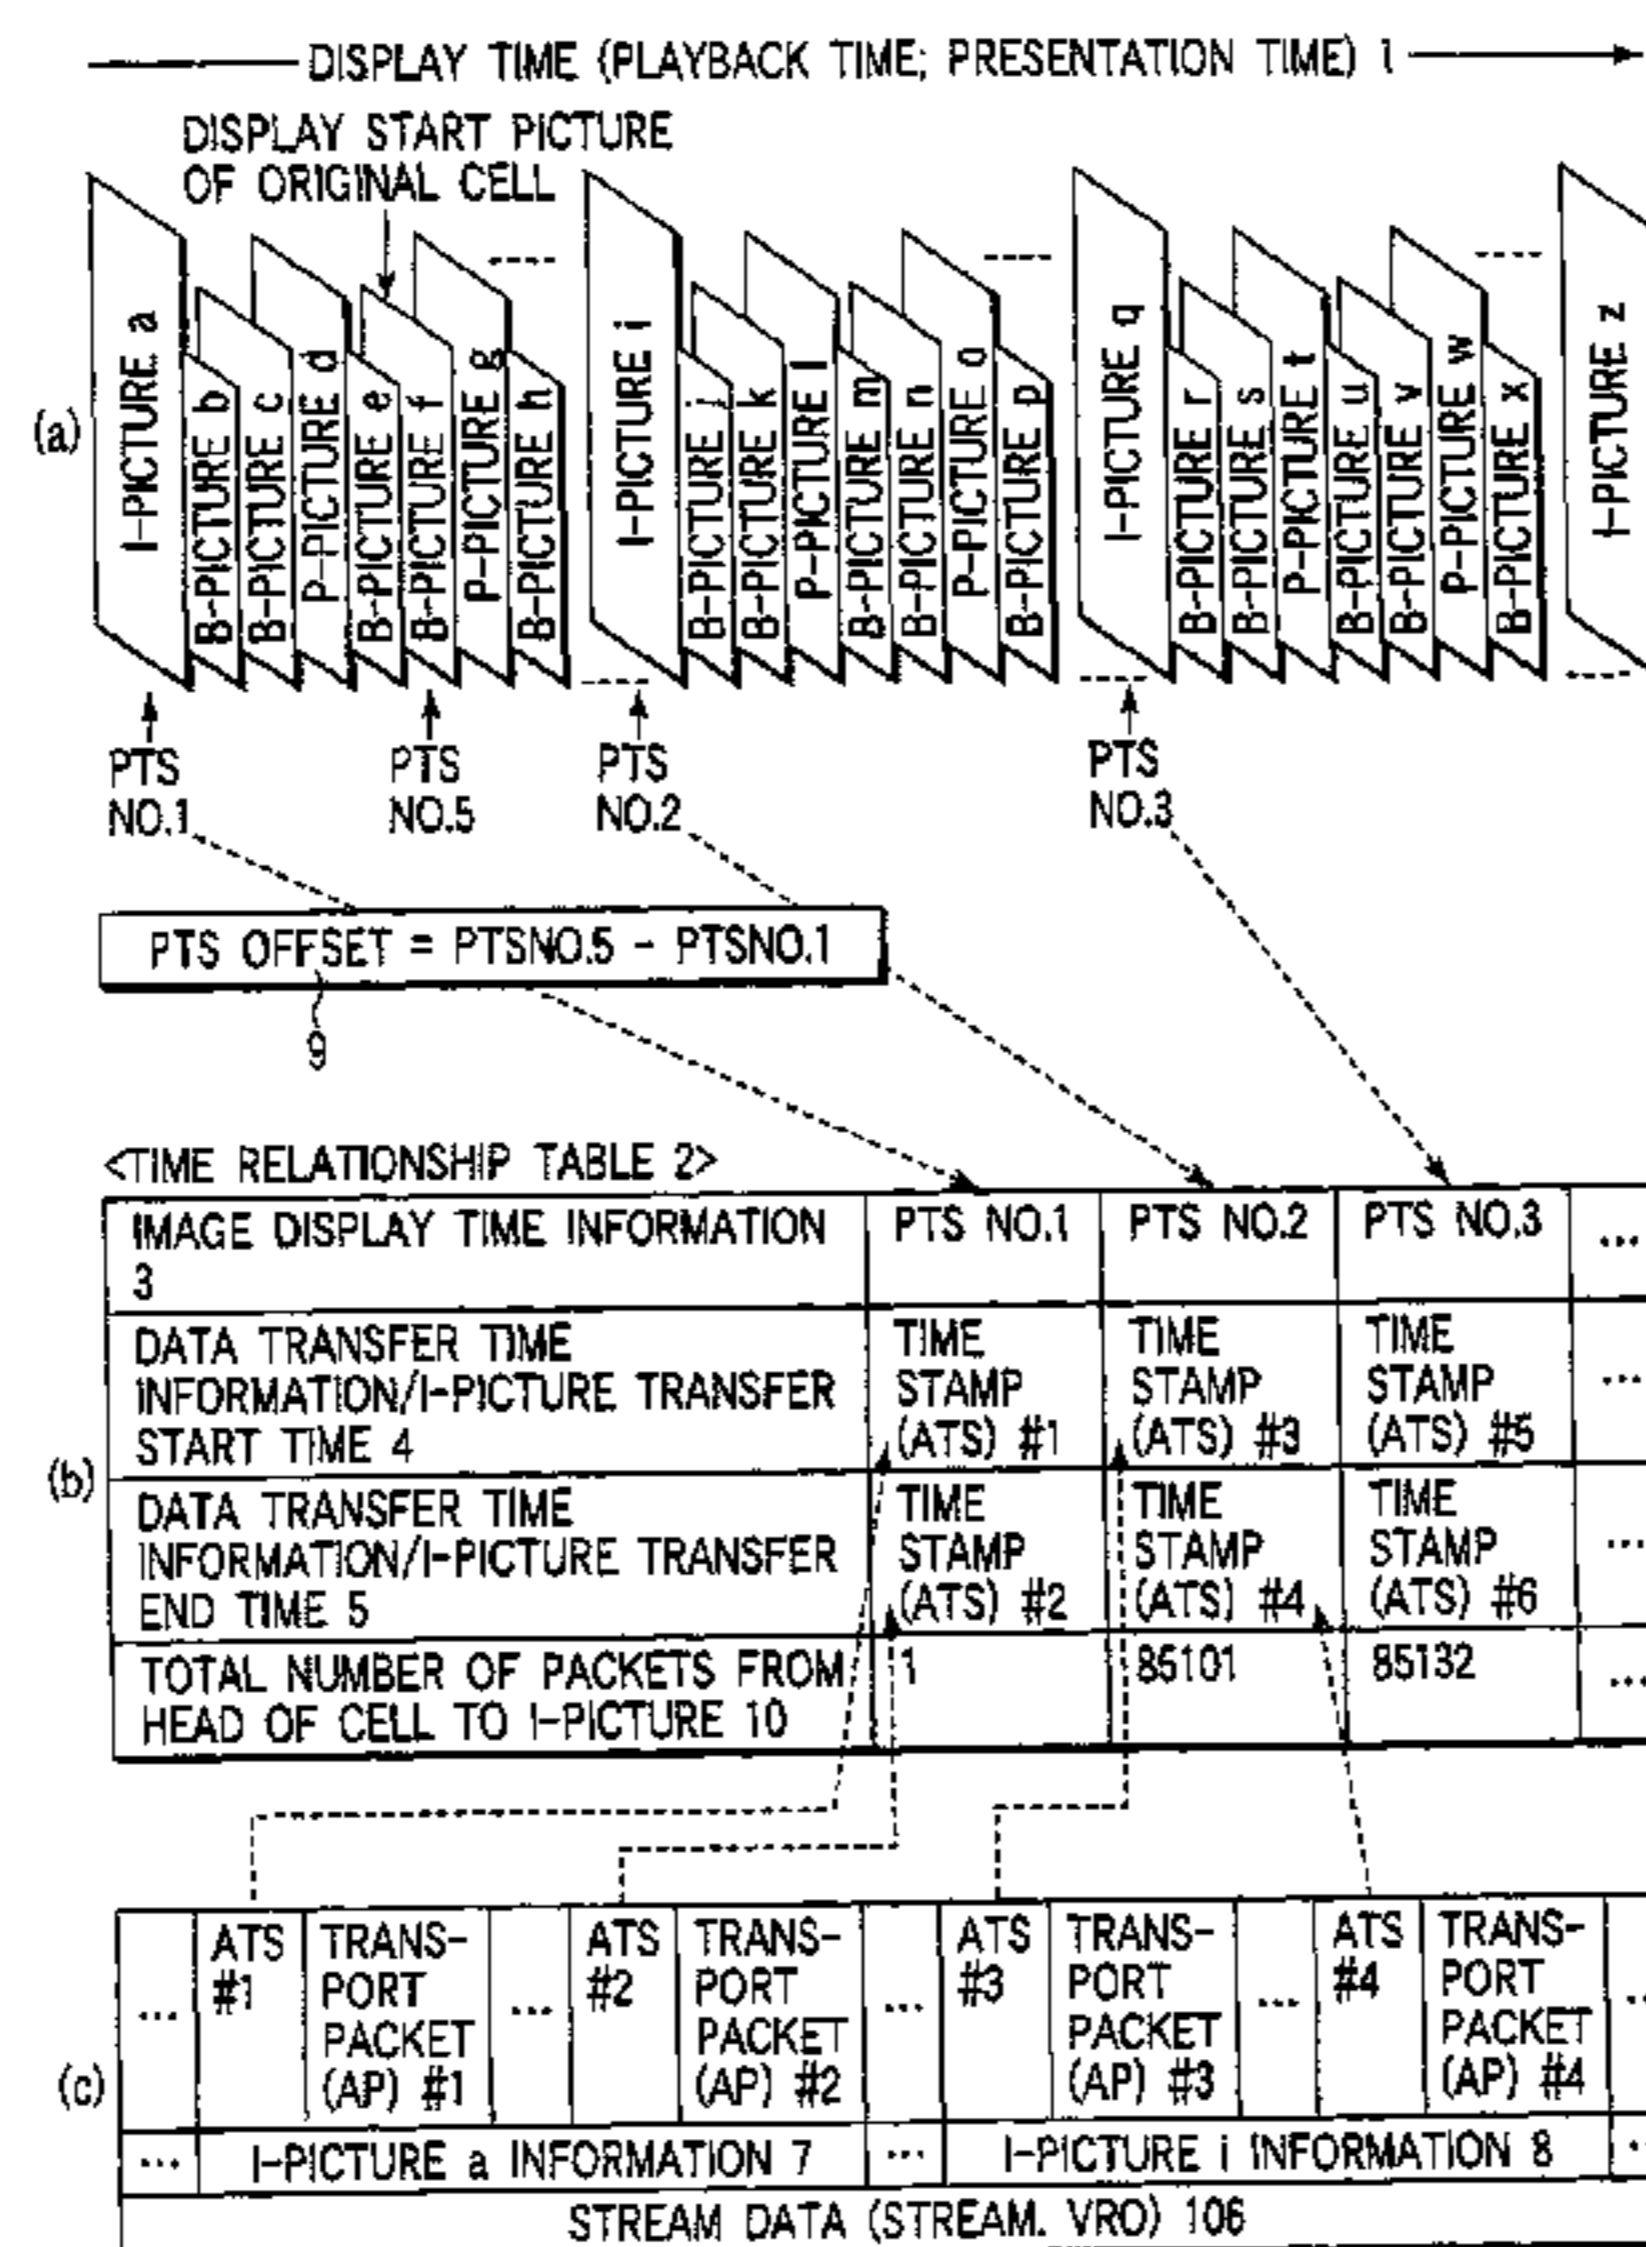 DISPLAY TIME (PLAYBACK TIME; PRESENTATION TIME) 1
DISPLAY START PICTURE
OF ORIGINAL CELL
(a)
I-PICTURE a
B-PICTURE b
B-PICTURE c
P-PICTURE d
B-PICTURE e
B-PICTURE f
P-PICTURE g
B-PICTURE h
I-PICTURE i
B-PICTURE j
B-PICTURE k
P-PICTURE l
B-PICTURE m
B-PICTURE n
P-PICTURE o
B-PICTURE p
I-PICTURE q
B-PICTURE r
B-PICTURE s
P-PICTURE t
B-PICTURE u
B-PICTURE v
P-PICTURE w
B-PICTURE x
I-PICTURE z
PTS
NO.1
PTS
NO.5
PTS
NO.2
PTS
NO.3
PTS OFFSET = PTSNO.5 - PTSNO.1
9
<TIME RELATIONSHIP TABLE 2>
(b)
IMAGE DISPLAY TIME INFORMATION
3
PTS NO.1
PTS NO.2
PTS NO.3
...
DATA TRANSFER TIME
INFORMATION/I-PICTURE TRANSFER
START TIME 4
TIME
STAMP
(ATS) #1
TIME
STAMP
(ATS) #3
TIME
STAMP
(ATS) #5
...
DATA TRANSFER TIME
INFORMATION/I-PICTURE TRANSFER
END TIME 5
TIME
STAMP
(ATS) #2
TIME
STAMP
(ATS) #4
TIME
STAMP
(ATS) #6
...
TOTAL NUMBER OF PACKETS FROM
HEAD OF CELL TO I-PICTURE 10
1
85101
85132
...
(c)
...
ATS
#1
TRANS-
PORT
PACKET
(AP) #1
...
ATS
#2
TRANS-
PORT
PACKET
(AP) #2
...
ATS
#3
TRANS-
PORT
PACKET
(AP) #3
...
ATS
#4
TRANS-
PORT
PACKET
(AP) #4
... I-PICTURE a INFORMATION 7 ... I-PICTURE i INFORMATION 8
STREAM DATA (STREAM. VRO) 106